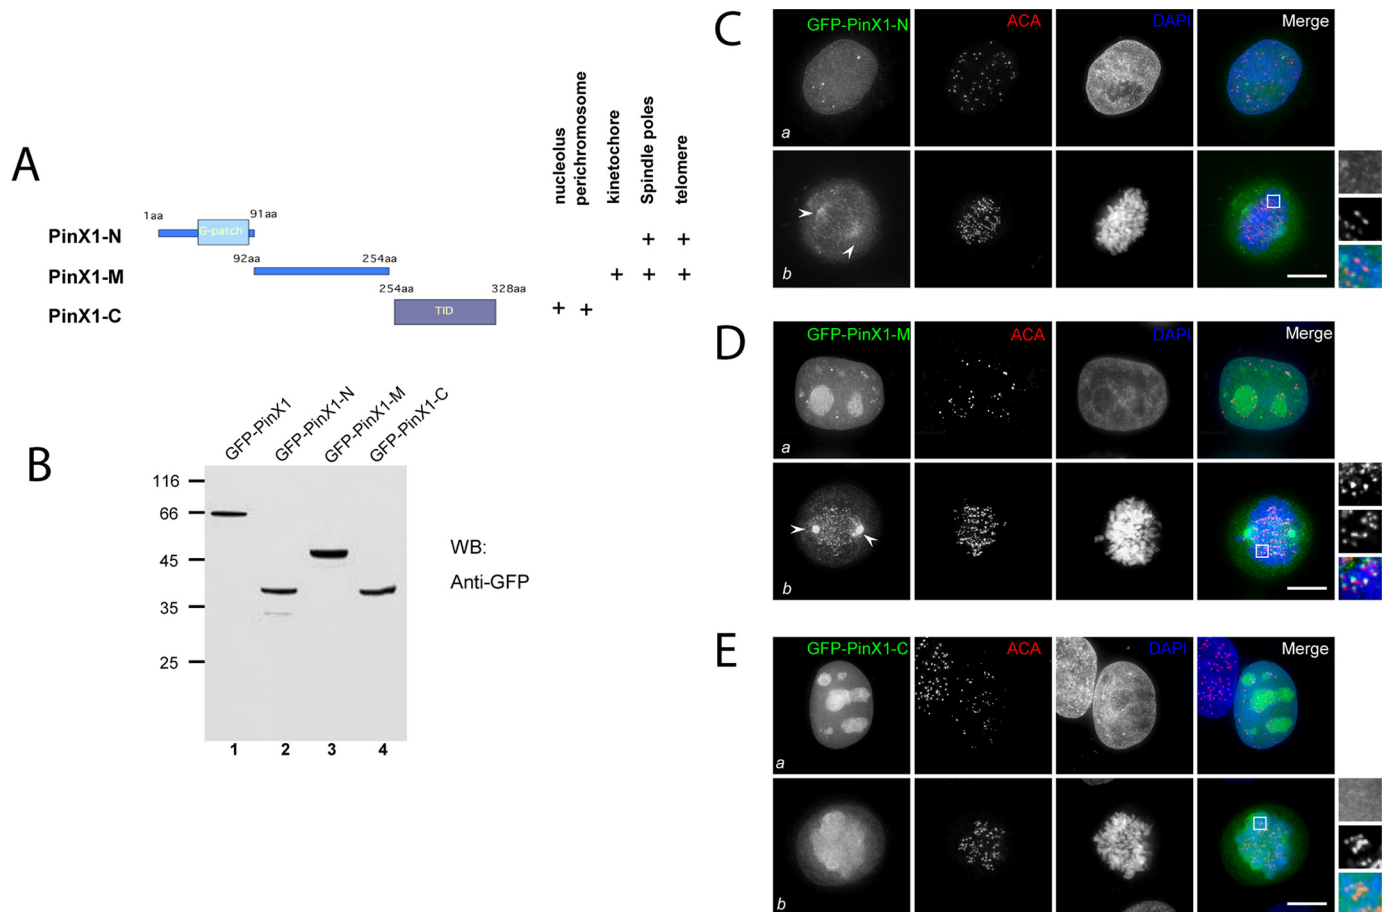 A
nucleolus
perichromosome
kinetochore
Spindle poles
telomere
1aa 91aa
PinX1-N G-patch + +
92aa 254aa
PinX1-M + + +
254aa 328aa
PinX1-C TID + +
B
GFP-PinX1
GFP-PinX1-N
GFP-PinX1-M
GFP-PinX1-C
116
66
45
35
25
WB:
Anti-GFP
1 2 3 4
C
GFP-PinX1-N ACA DAPI Merge
a
b
D
GFP-PinX1-M ACA DAPI Merge
a
b
E
GFP-PinX1-C ACA DAPI Merge
a
b